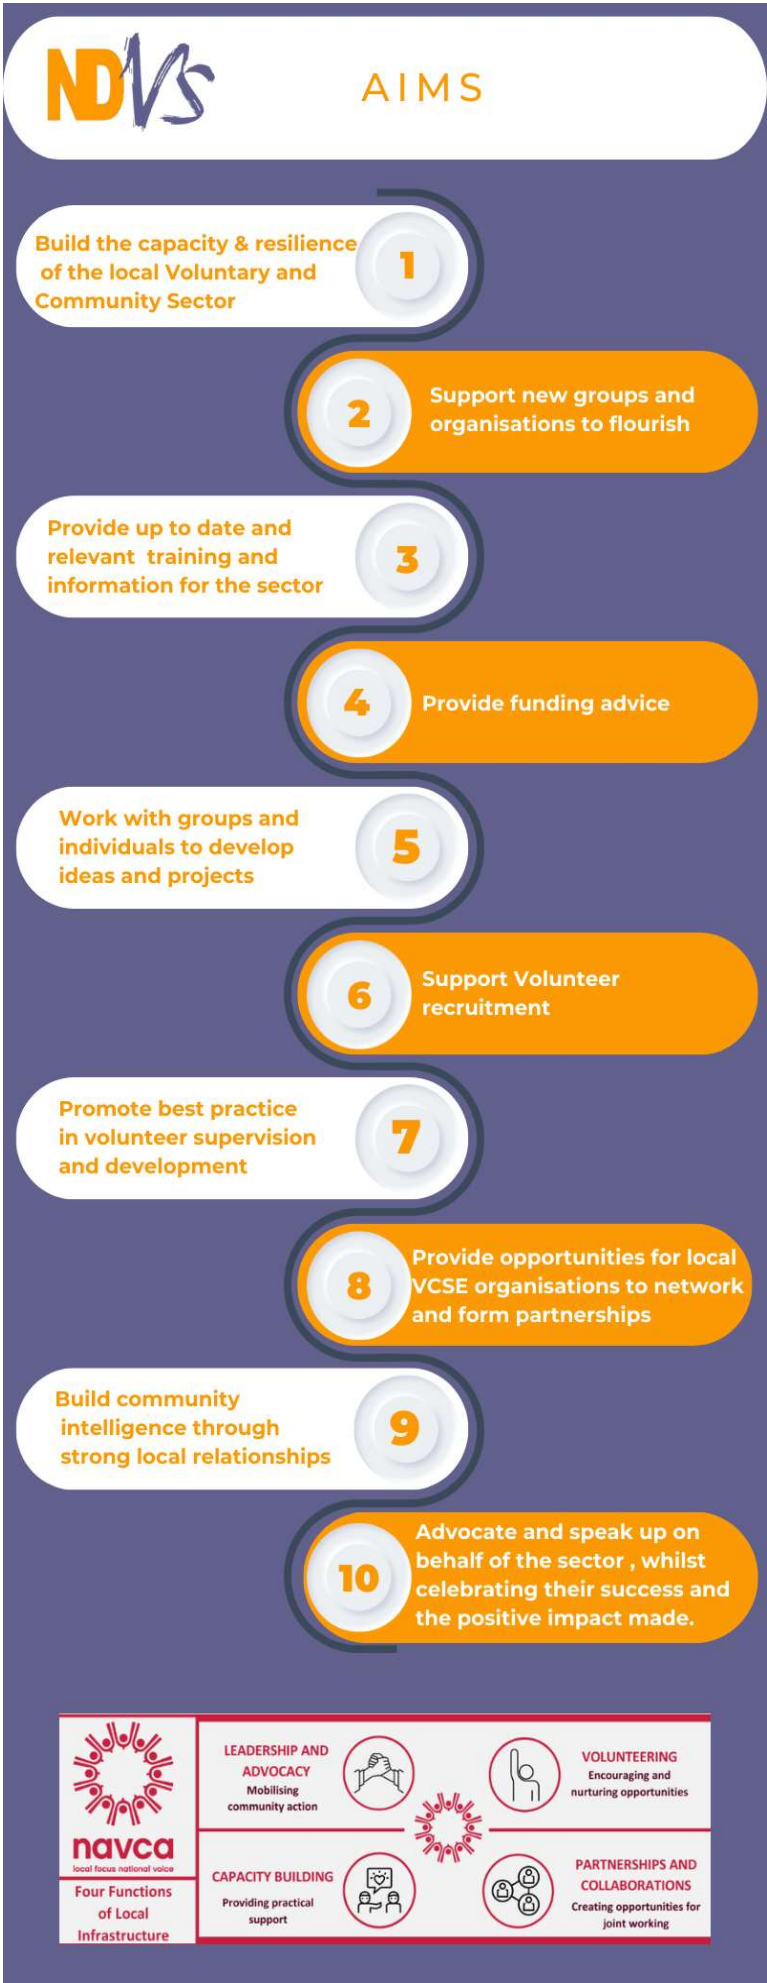 NDVS
AIMS
Build the capacity & resilience
of the local Voluntary and
Community Sector
1
2
Support new groups and
organisations to flourish
Provide up to date and
relevant training and
information for the sector
3
4
Provide funding advice
Work with groups and
individuals to develop
ideas and projects
5
6
Support Volunteer
recruitment
Promote best practice
in volunteer supervision
and development
7
8
Provide opportunities for local
VCSE organisations to network
and form partnerships
Build community
intelligence through
strong local relationships
9
10
Advocate and speak up on
behalf of the sector , whilst
celebrating their success and
the positive impact made.
navca
local focus national voice
Four Functions
of Local
Infrastructure
LEADERSHIP AND
ADVOCACY
Mobilising
community action
VOLUNTEERING
Encouraging and
nurturing opportunities
CAPACITY BUILDING
Providing practical
support
PARTNERSHIPS AND
COLLABORATIONS
Creating opportunities for
joint working